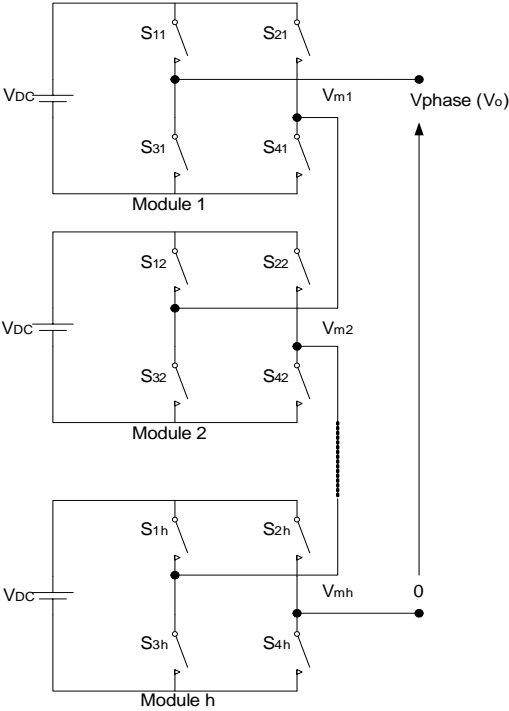 S11 S21
VDC Vm1 Vphase (Vo)
S31 S41
Module 1
S12 S22
VDC Vm2
S32 S42
Module 2
S1h S2h
VDC Vmh 0
S3h S4h
Module h